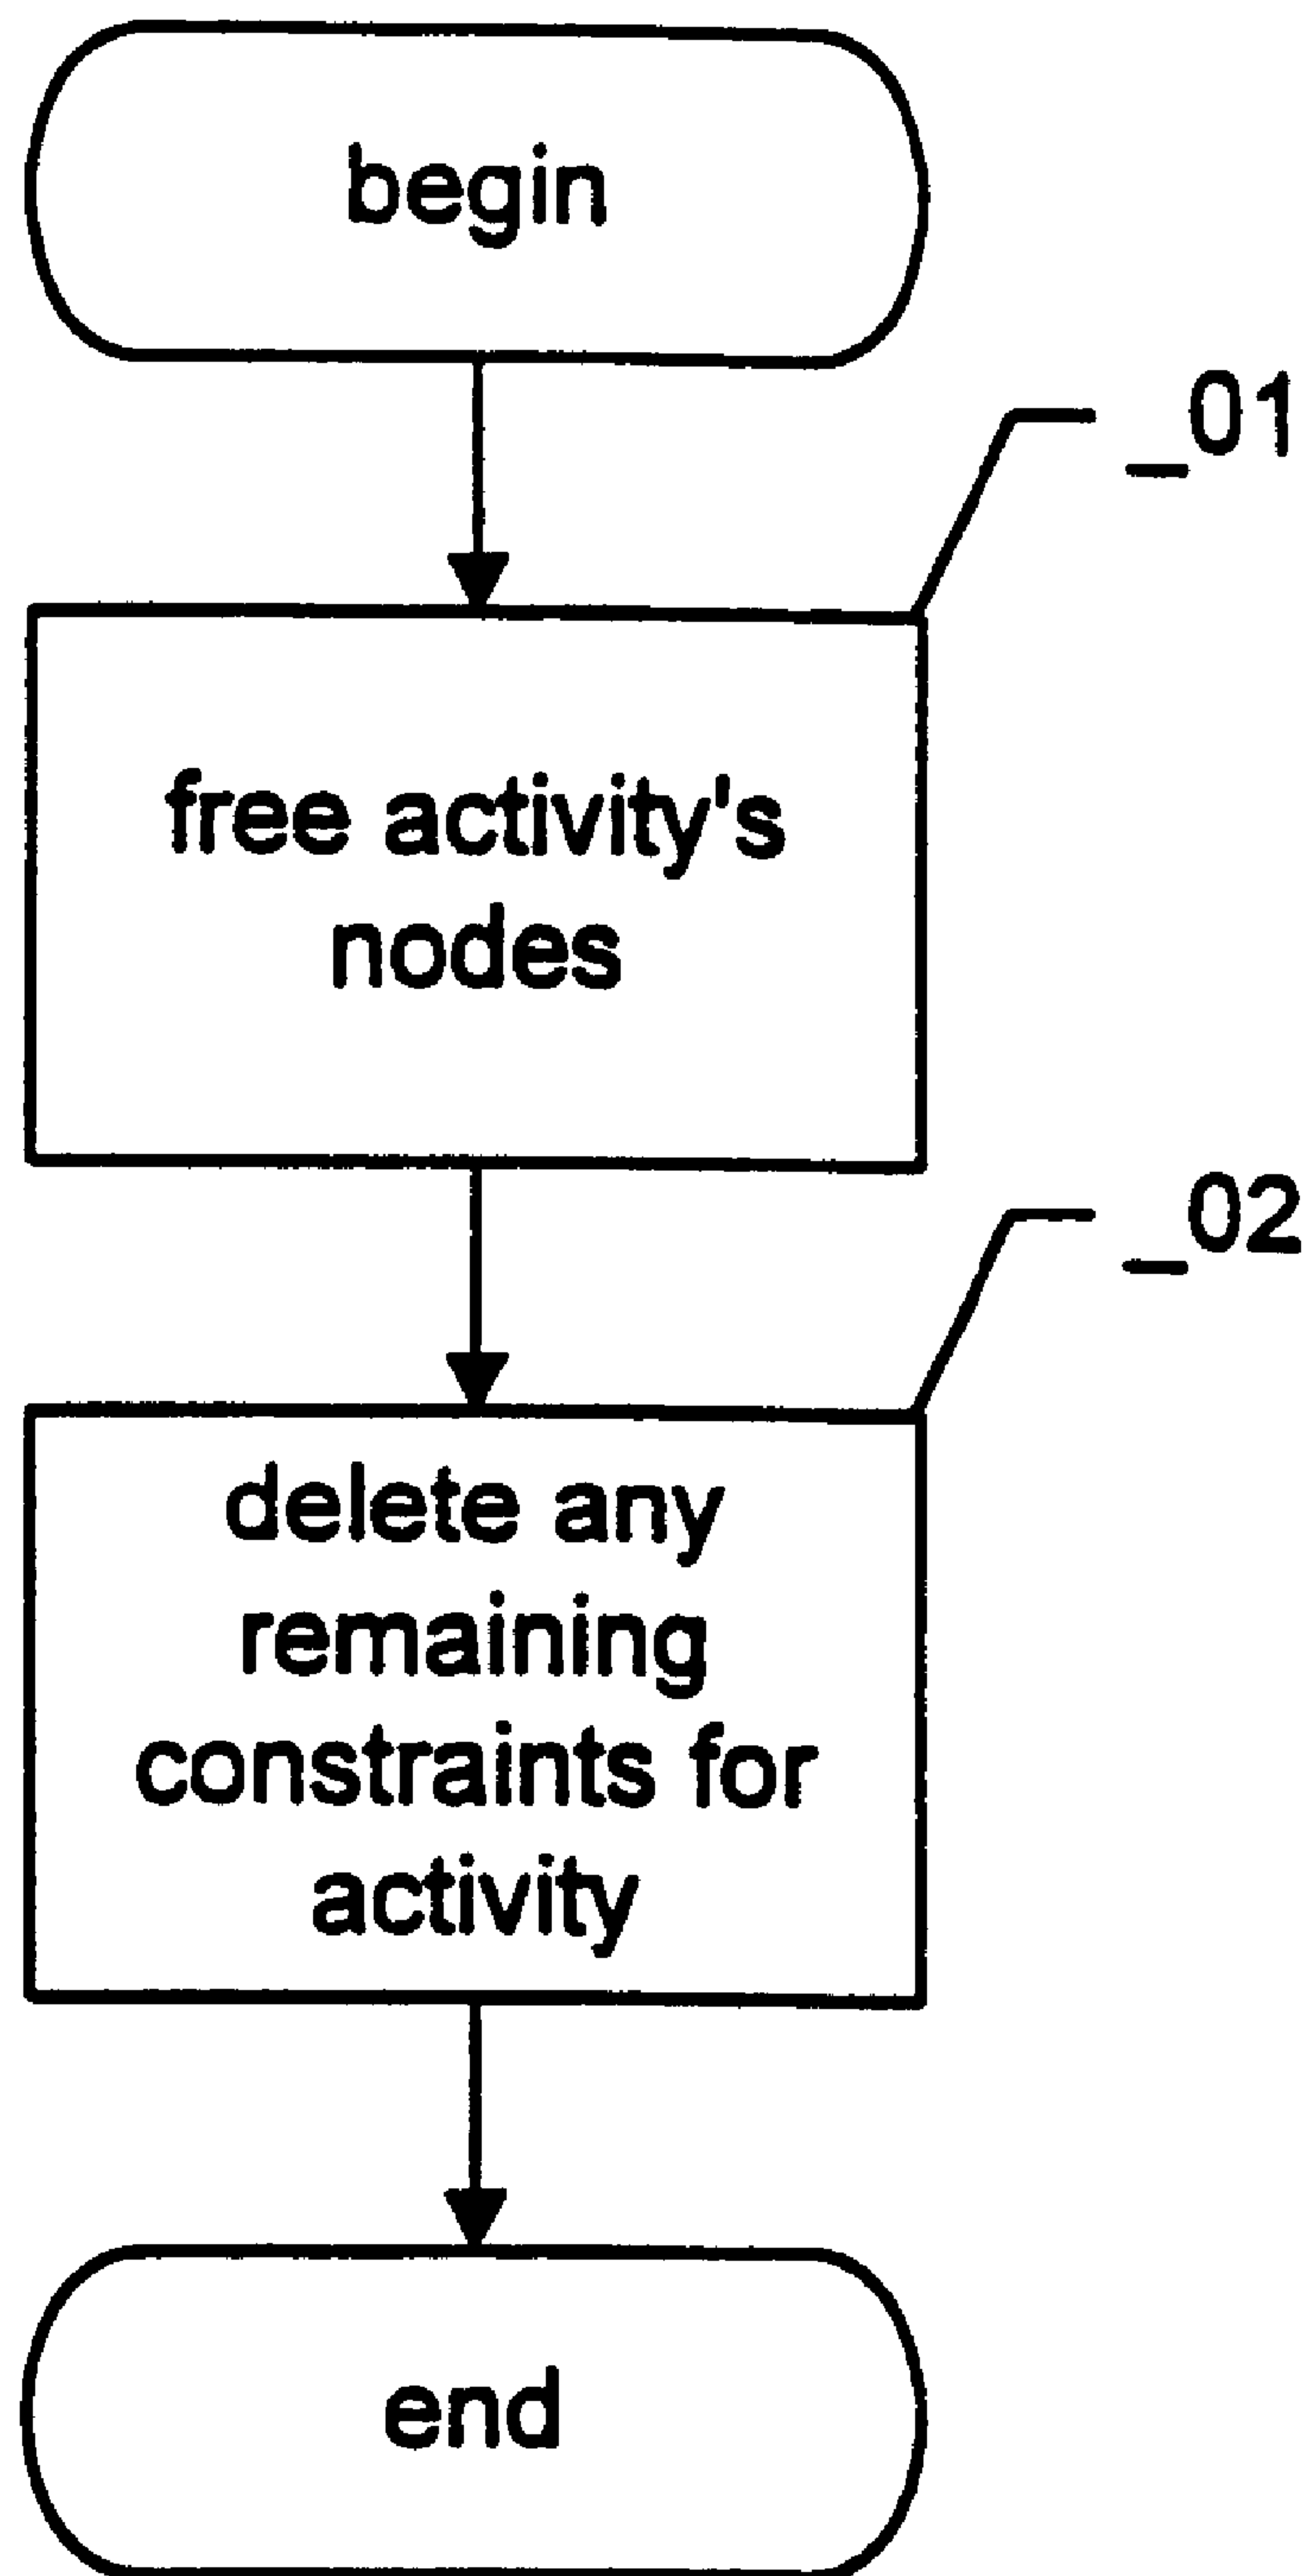 begin
_01
free activity's
nodes
_02
delete any
remaining
constraints for
activity
end